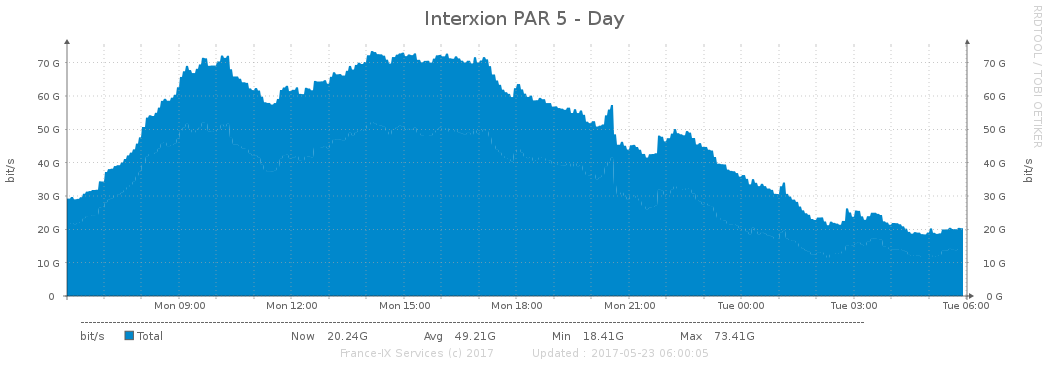 Interxion PAR 5 - Day
RRDTOOL / TOBI OETIKER
bit/s
70 G 70 G
60 G 60 G
50 G 50 G
40 G 40 G
30 G 30 G
20 G 20 G
10 G 10 G
0 0 G
bit/s
Mon 09:00 Mon 12:00 Mon 15:00 Mon 18:00 Mon 21:00 Tue 00:00 Tue 03:00 Tue 06:00
bit/s Total Now 20.24G Avg 49.21G Min 18.41G Max 73.41G
France-IX Services (c) 2017 Updated : 2017-05-23 06:00:05